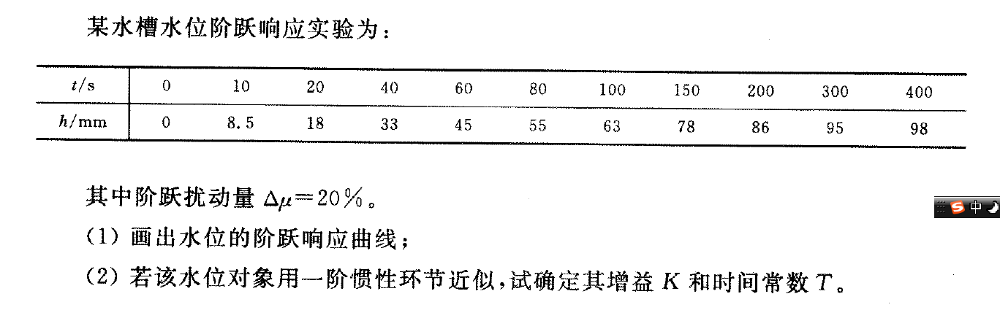 某水槽水位阶跃响应实验为：
t/s 0 10 20 40 60 80 100 150 200 300 400
h/mm 0 8.5 18 33 45 55 63 78 86 95 98
其中阶跃扰动量 Δμ=20%。
中
（1）画出水位的阶跃响应曲线；
（2）若该水位对象用一阶惯性环节近似，试确定其增益 K 和时间常数 T。